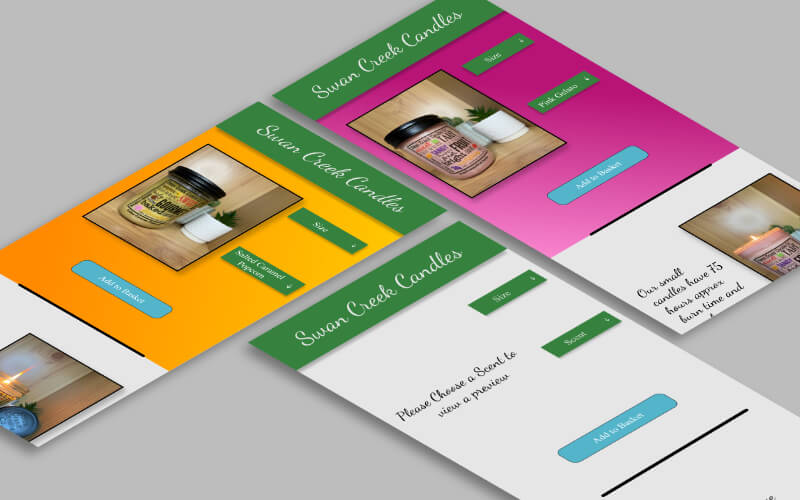 Swan Creek Candles
Size
Pink Gelato
Add to Basket
Our small
candles have 75
hours approx
burn time and
Swan Creek Candles
Size
Salted Caramel
Popcorn
Add to Basket
Swan Creek Candles
Size
Scent
Please Choose a Scent to
view a preview
Add to Basket